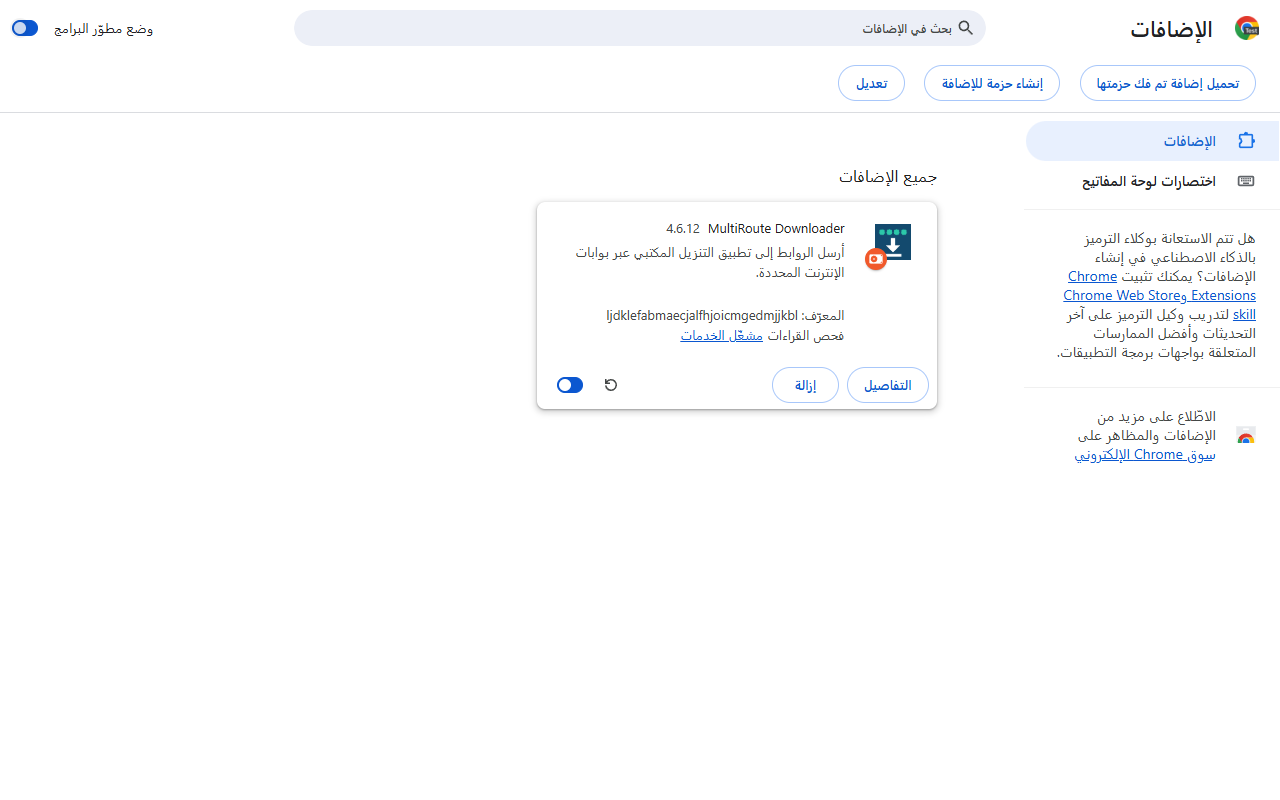 الإضافات
بحث في الإضافات
وضع مطوّر البرامج
تحميل إضافة تم فك حزمتها
إنشاء حزمة للإضافة
تعديل
الإضافات
اختصارات لوحة المفاتيح
هل تتم الاستعانة بوكلاء الترميز
بالذكاء الاصطناعي في إنشاء
الإضافات؟ يمكنك تثبيت Chrome
Extensions وChrome Web Store
skill لتدريب وكيل الترميز على آخر
التحديثات وأفضل الممارسات
المتعلقة بواجهات برمجة التطبيقات.
الاطّلاع على مزيد من
الإضافات والمظاهر على
سوق Chrome الإلكتروني
جميع الإضافات
Test
MultiRoute Downloader 4.6.12
أرسل الروابط إلى تطبيق التنزيل المكتبي عبر بوابات
الإنترنت المحددة.
المعرّف: ljdklefabmaecjalfhjoicmgedmjjkbl
فحص القراءات مشغّل الخدمات
التفاصيل
إزالة